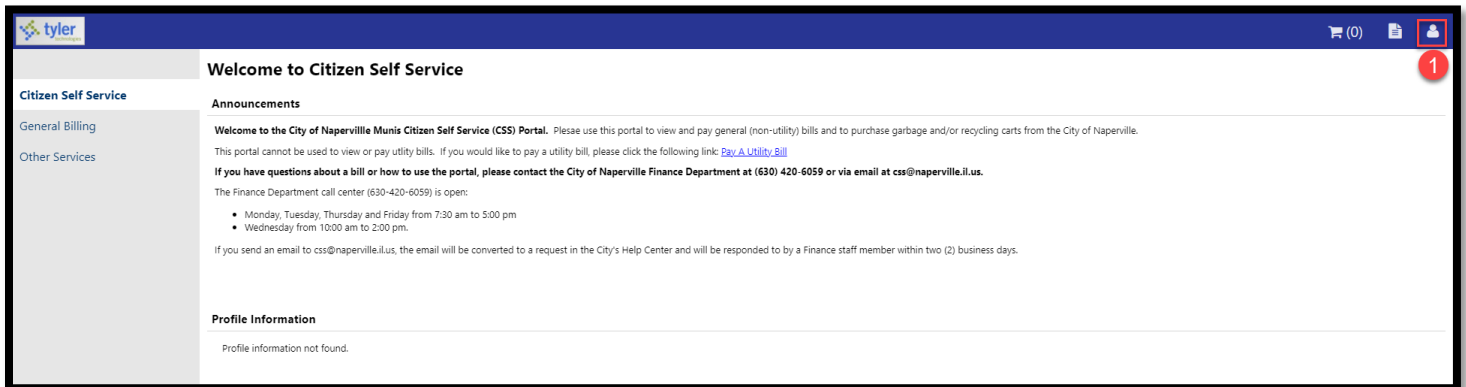 tyler
technologies
(0)
1
Welcome to Citizen Self Service
Citizen Self Service
General Billing
Other Services
Announcements
Welcome to the City of Napervillle Munis Citizen Self Service (CSS) Portal. Plesae use this portal to view and pay general (non-utility) bills and to purchase garbage and/or recycling carts from the City of Naperville.
This portal cannot be used to view or pay utlity bills. If you would like to pay a utility bill, please click the following link: Pay A Utility Bill
If you have questions about a bill or how to use the portal, please contact the City of Naperville Finance Department at (630) 420-6059 or via email at css@naperville.il.us.
The Finance Department call center (630-420-6059) is open:
• Monday, Tuesday, Thursday and Friday from 7:30 am to 5:00 pm
• Wednesday from 10:00 am to 2:00 pm.
If you send an email to css@naperville.il.us, the email will be converted to a request in the City's Help Center and will be responded to by a Finance staff member within two (2) business days.
Profile Information
Profile information not found.